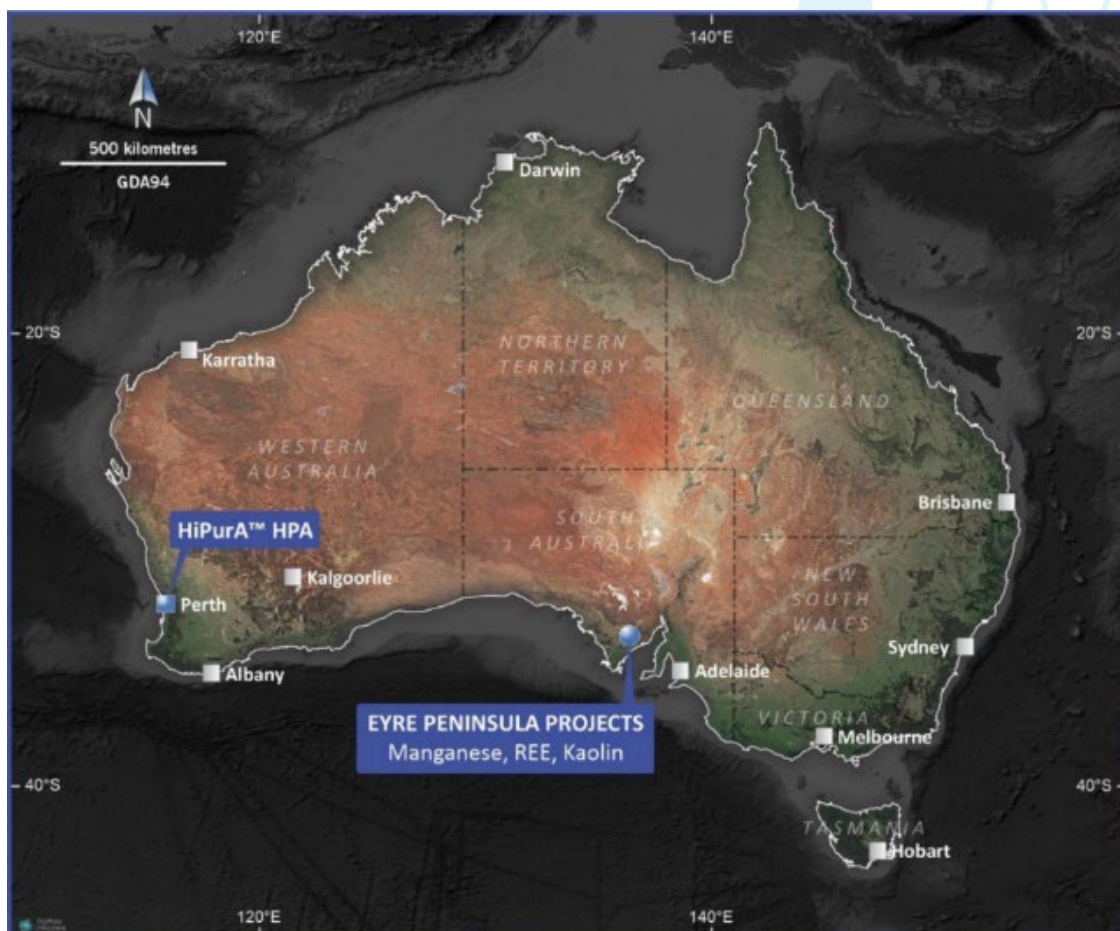 120°E
140°E
N
500 kilometres
GDA94
Darwin
20°S
20°S
NORTHERN
TERRITORY
Karratha
QUEENSLAND
WESTERN
AUSTRALIA
Brisbane
SOUTH
AUSTRALI
HiPurA™ HPA
Kalgoorlie
NEW
SOUTH
WALES
Perth
Sydney
Albany
Adelaide
EYRE PENINSULA PROJECTS
Manganese, REE, Kaolin
VICTORIA
Melbourne
40°S
40°S
TASMANIA
Hobart
120°E
140°E